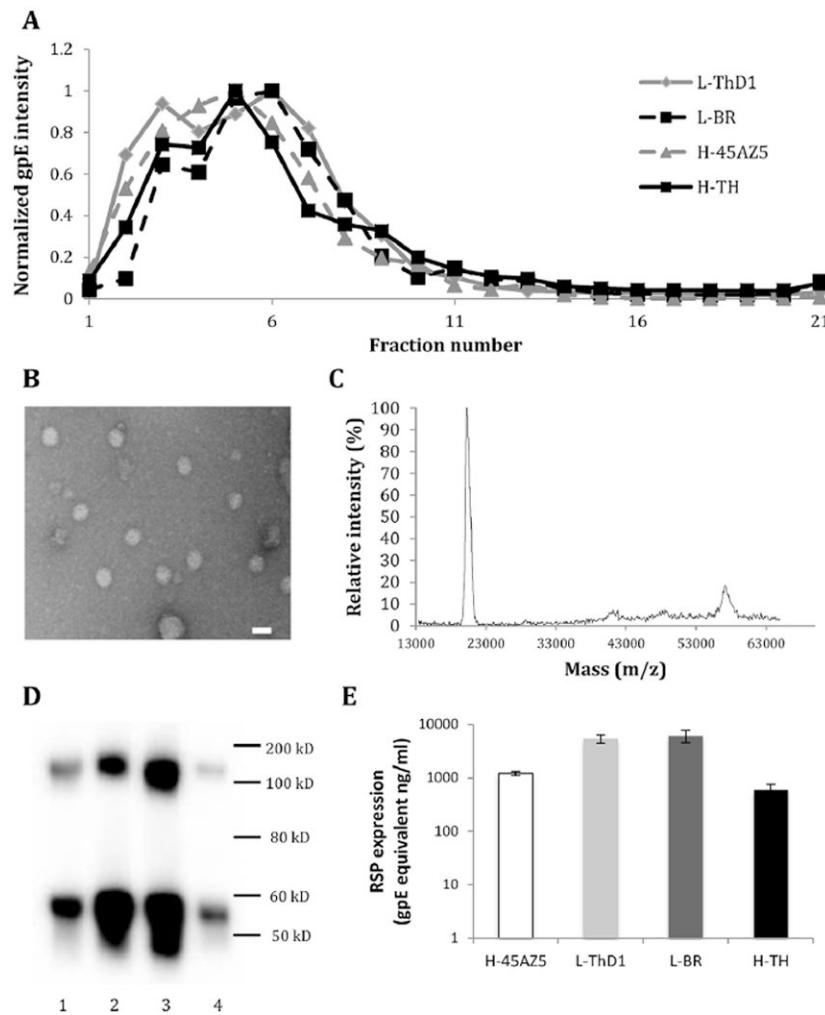 A
Normalized gpE intensity
1.2
1
0.8
0.6
0.4
0.2
0
L-ThD1
L-BR
H-45AZ5
H-TH
1 6 11 16 21
Fraction number
B
C
Relative intensity (%)
100
90
80
70
60
50
40
30
20
10
0
13000 23000 33000 43000 53000 63000
Mass (m/z)
D
200 kD
100 kD
80 kD
60 kD
50 kD
1 2 3 4
E
RSP expression
(gpE equivalent ng/ml)
10000
1000
100
10
1
H-45AZ5 L-ThD1 L-BR H-TH